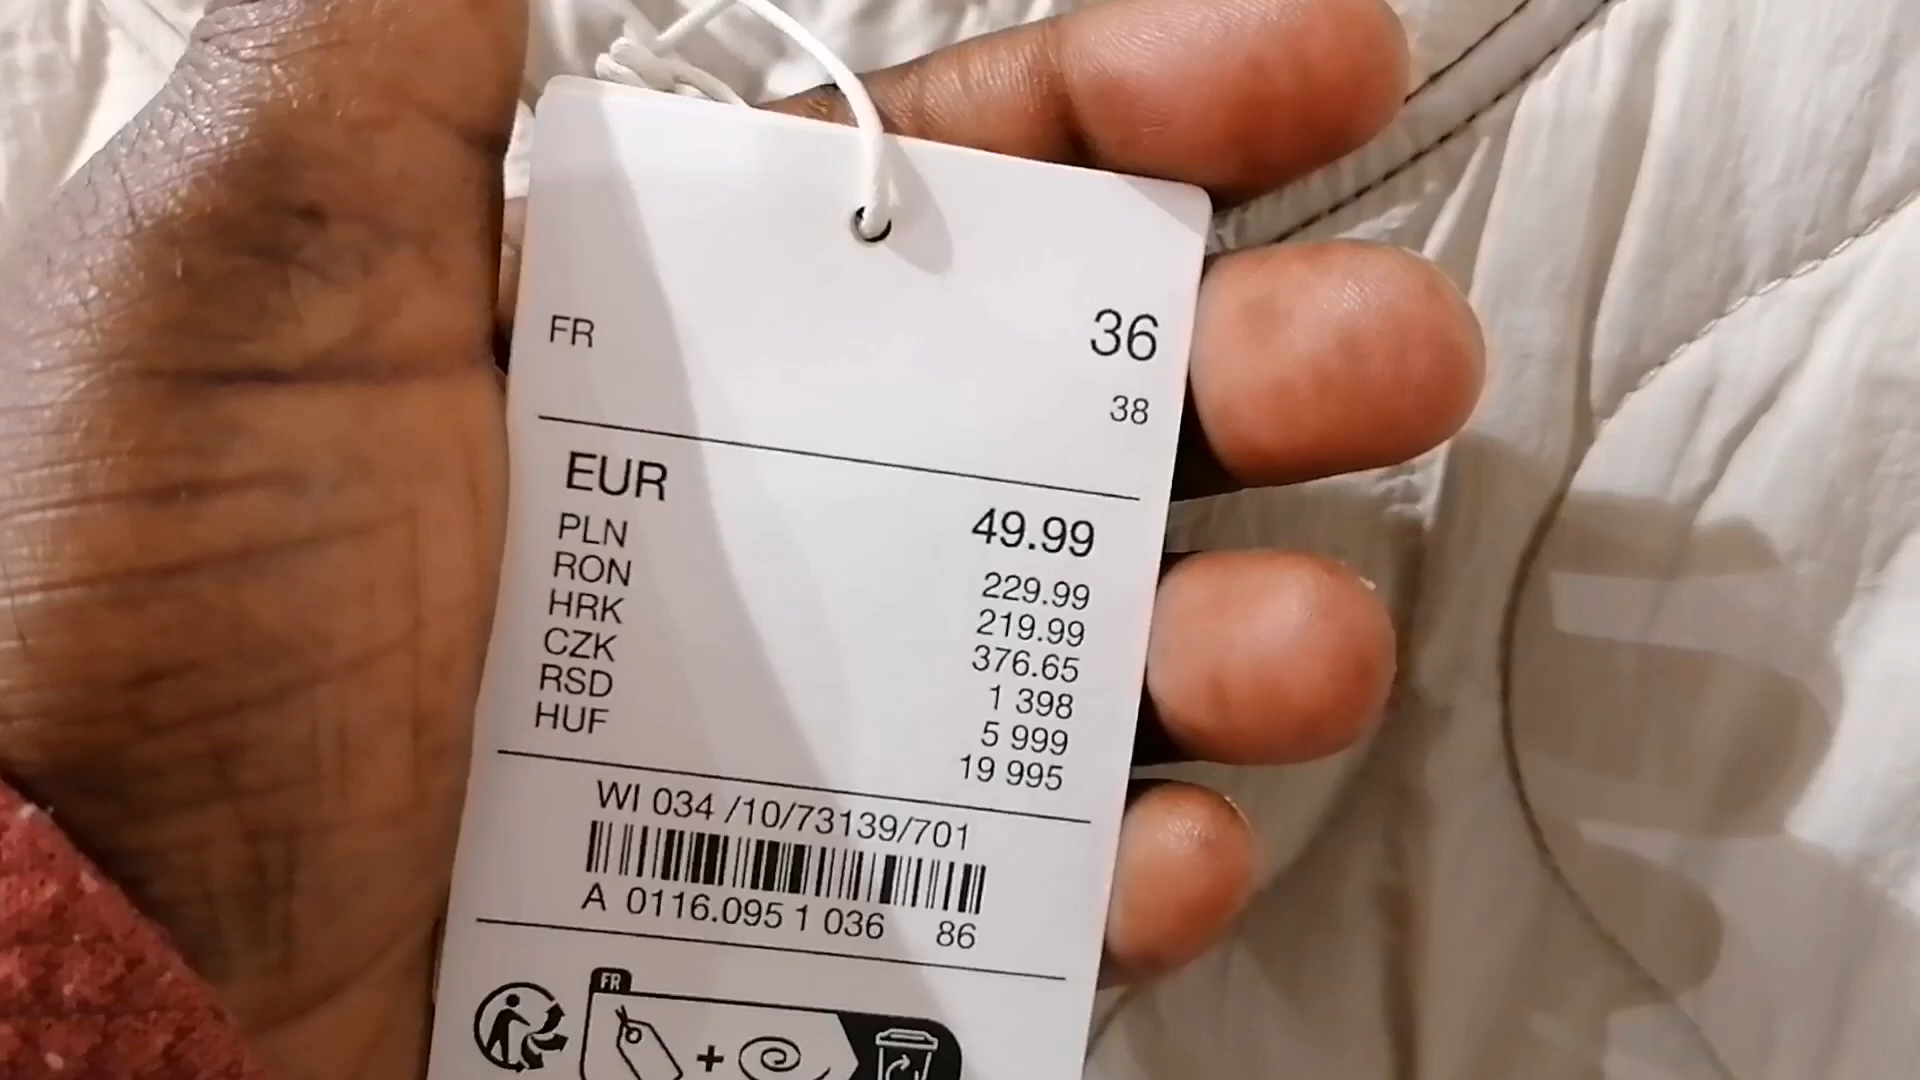 36
FR 38
EUR 49.99
PLN 229.99
RON 219.99
HRK 376.65
CZK 1 398
RSD 5 999
HUF 19 995
WI 034 /10/73139/701
A 0116.095 1 036 86
FR
+